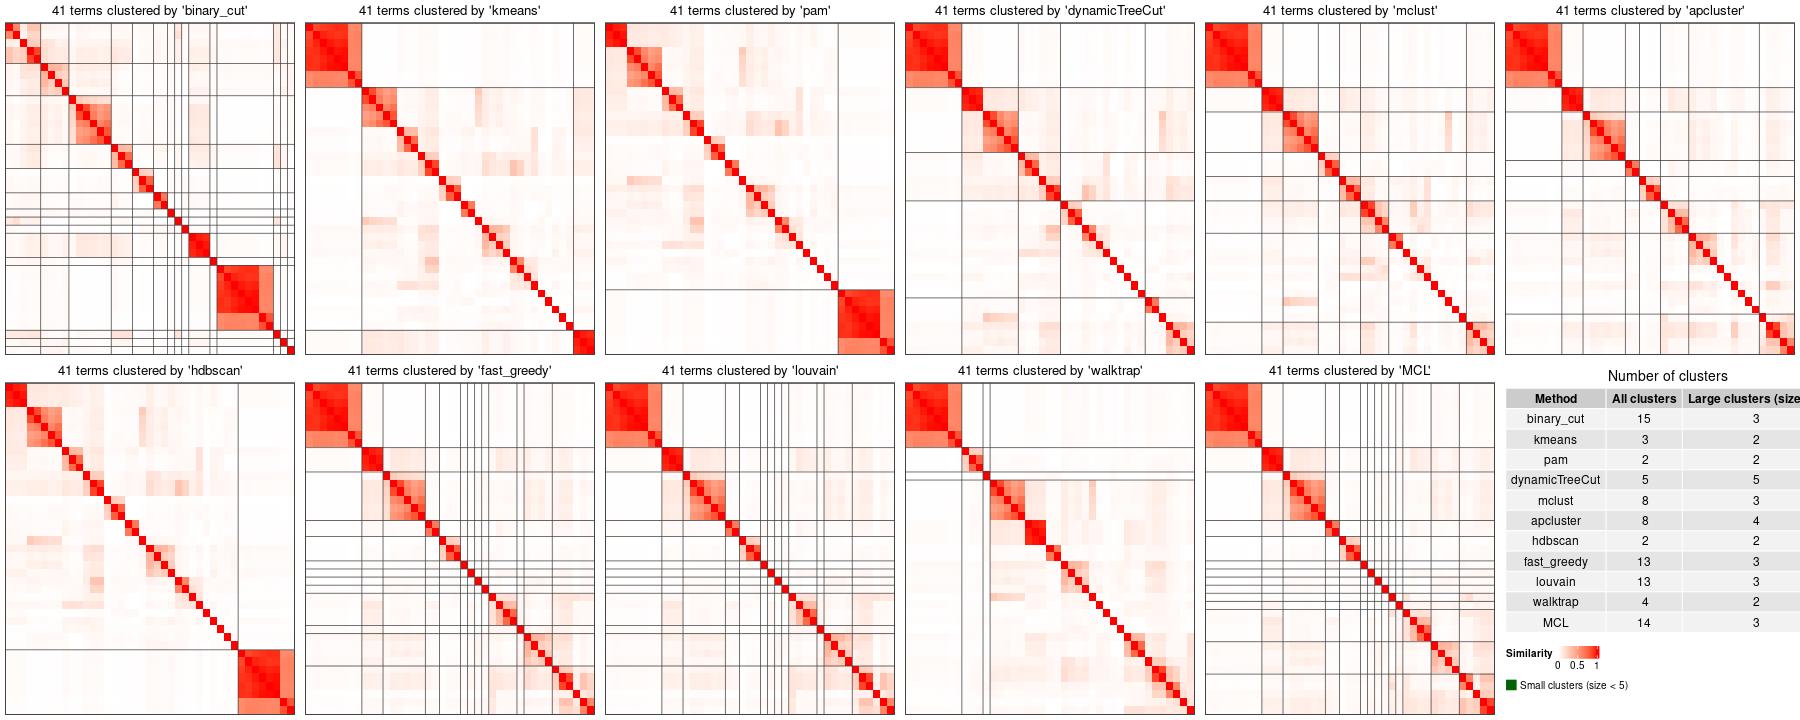 41 terms clustered by 'binary_cut'
41 terms clustered by 'kmeans'
41 terms clustered by 'pam'
41 terms clustered by 'dynamicTreeCut'
41 terms clustered by 'mclust'
41 terms clustered by 'apcluster'
41 terms clustered by 'hdbscan'
41 terms clustered by 'fast_greedy'
41 terms clustered by 'louvain'
41 terms clustered by 'walktrap'
41 terms clustered by 'MCL'
Number of clusters
Method All clusters Large clusters (size
binary_cut 15 3
kmeans 3 2
pam 2 2
dynamicTreeCut 5 5
mclust 8 3
apcluster 8 4
hdbscan 2 2
fast_greedy 13 3
louvain 13 3
walktrap 4 2
MCL 14 3
Similarity
0 0.5 1
Small clusters (size < 5)